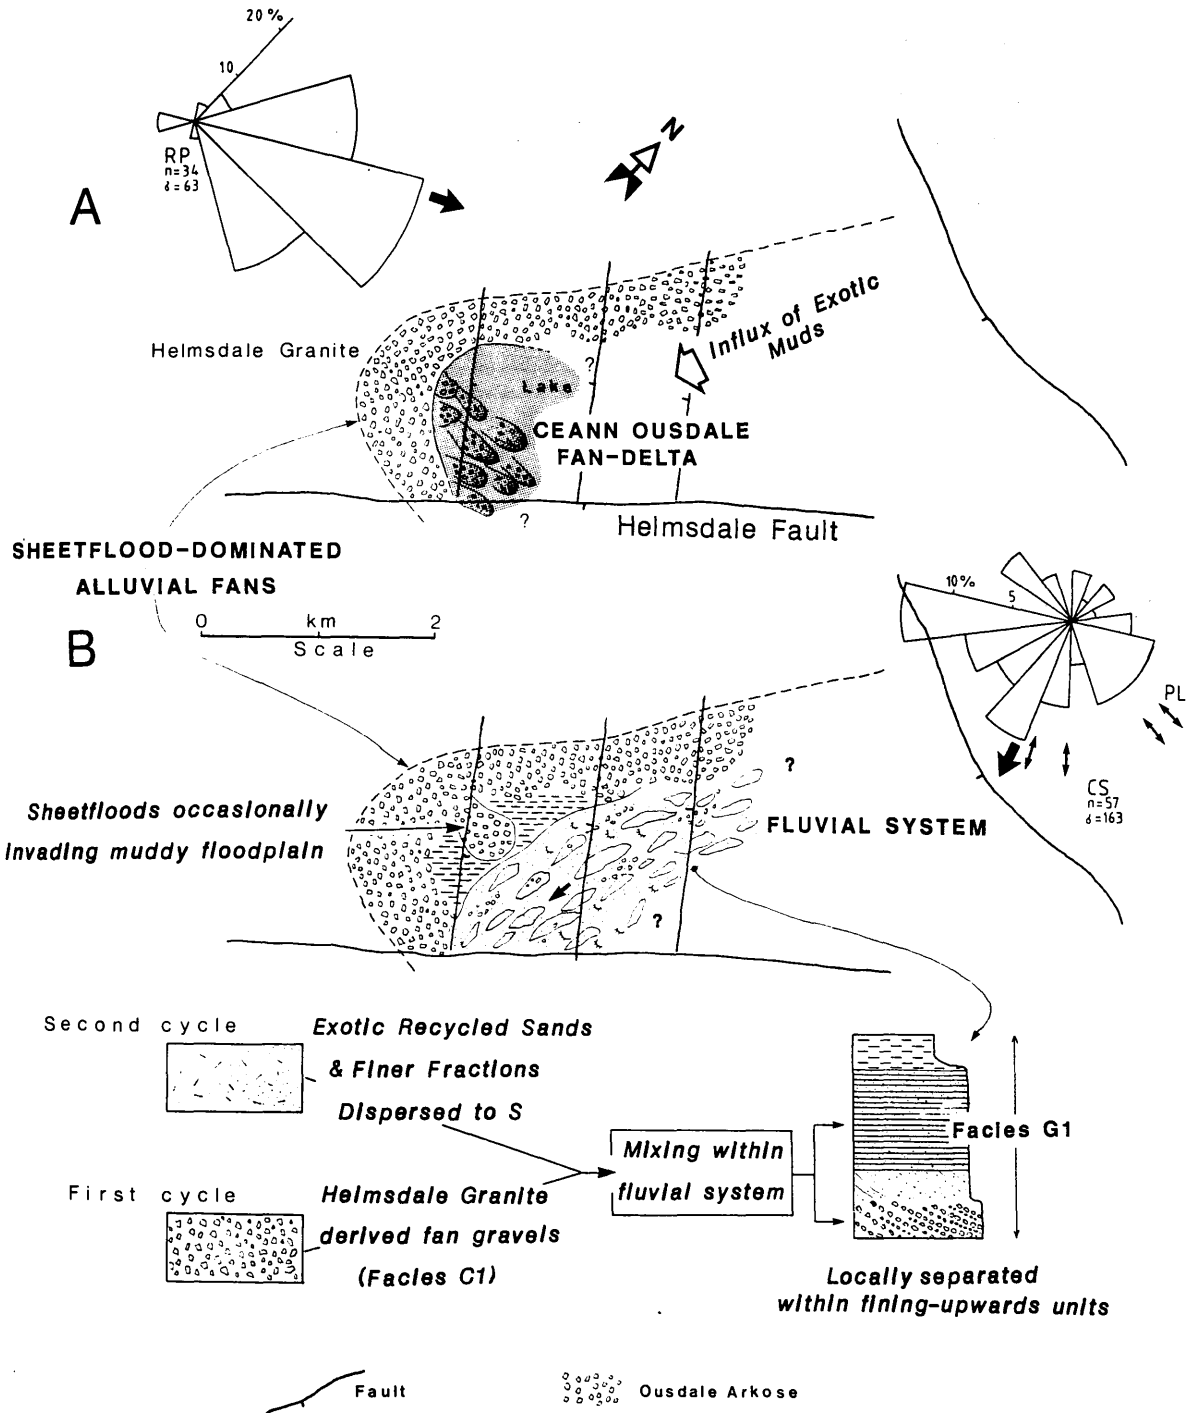 20%
10
RP
n=34
δ=63
A
N
Helmsdale Granite
Lake
?
Influx of Exotic
Muds
CEANN OUSDALE
FAN-DELTA
?
Helmsdale Fault
SHEETFLOOD-DOMINATED
ALLUVIAL FANS
0 km 2
Scale
B
10%
5
PL
CS
n=57
δ=163
?
Sheetfloods occasionally
invading muddy floodplain
FLUVIAL SYSTEM
?
Second cycle
Exotic Recycled Sands
& Finer Fractions
Dispersed to S
First cycle
Helmsdale Granite
derived fan gravels
(Facies C1)
Mixing within
fluvial system
Facies G1
Locally separated
within fining-upwards units
Fault
Ousdale Arkose